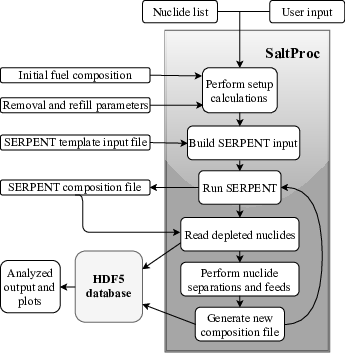 Nuclide list
User input
SaltProc
Initial fuel composition
Perform setup
calculations
Removal and refill parameters
SERPENT template input file
Build SERPENT input
SERPENT composition file
Run SERPENT
Read depleted nuclides
Analyzed
output and
plots
HDF5
database
Perform nuclide
separations and feeds
Generate new
composition file